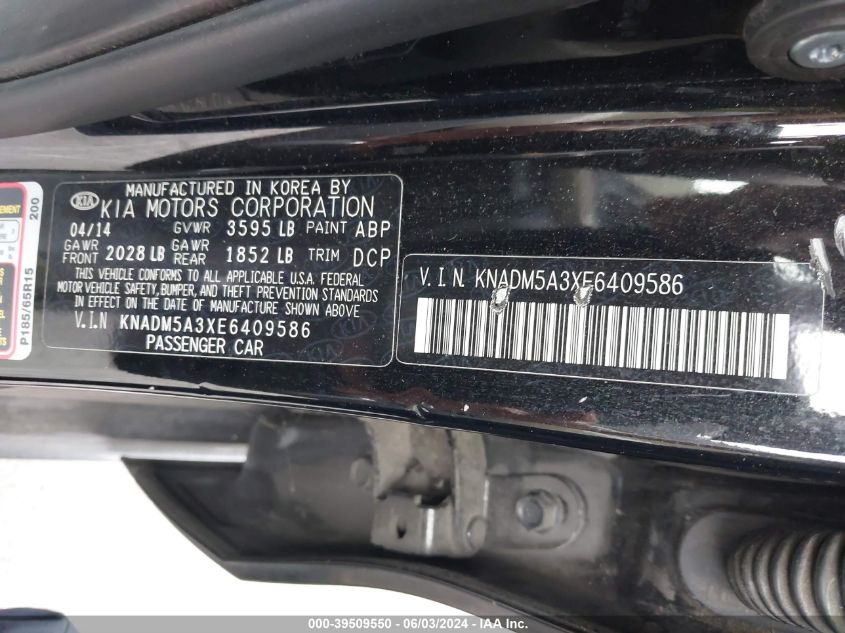 200
P185/65R15
MANUFACTURED IN KOREA BY
KIA KIA MOTORS CORPORATION
04/14 GVWR 3595 LB PAINT ABP
GAWR FRONT 2028 LB GAWR REAR 1852 LB TRIM DCP
THIS VEHICLE CONFORMS TO ALL APPLICABLE U.S.A. FEDERAL
MOTOR VEHICLE SAFETY, BUMPER, AND THEFT PREVENTION STANDARDS
IN EFFECT ON THE DATE OF MANUFACTURE SHOWN ABOVE
V.I.N KNADM5A3XE6409586
PASSENGER CAR
V.I.N. KNADM5A3XE6409586
000-39509550 - 06/03/2024 - IAA Inc.